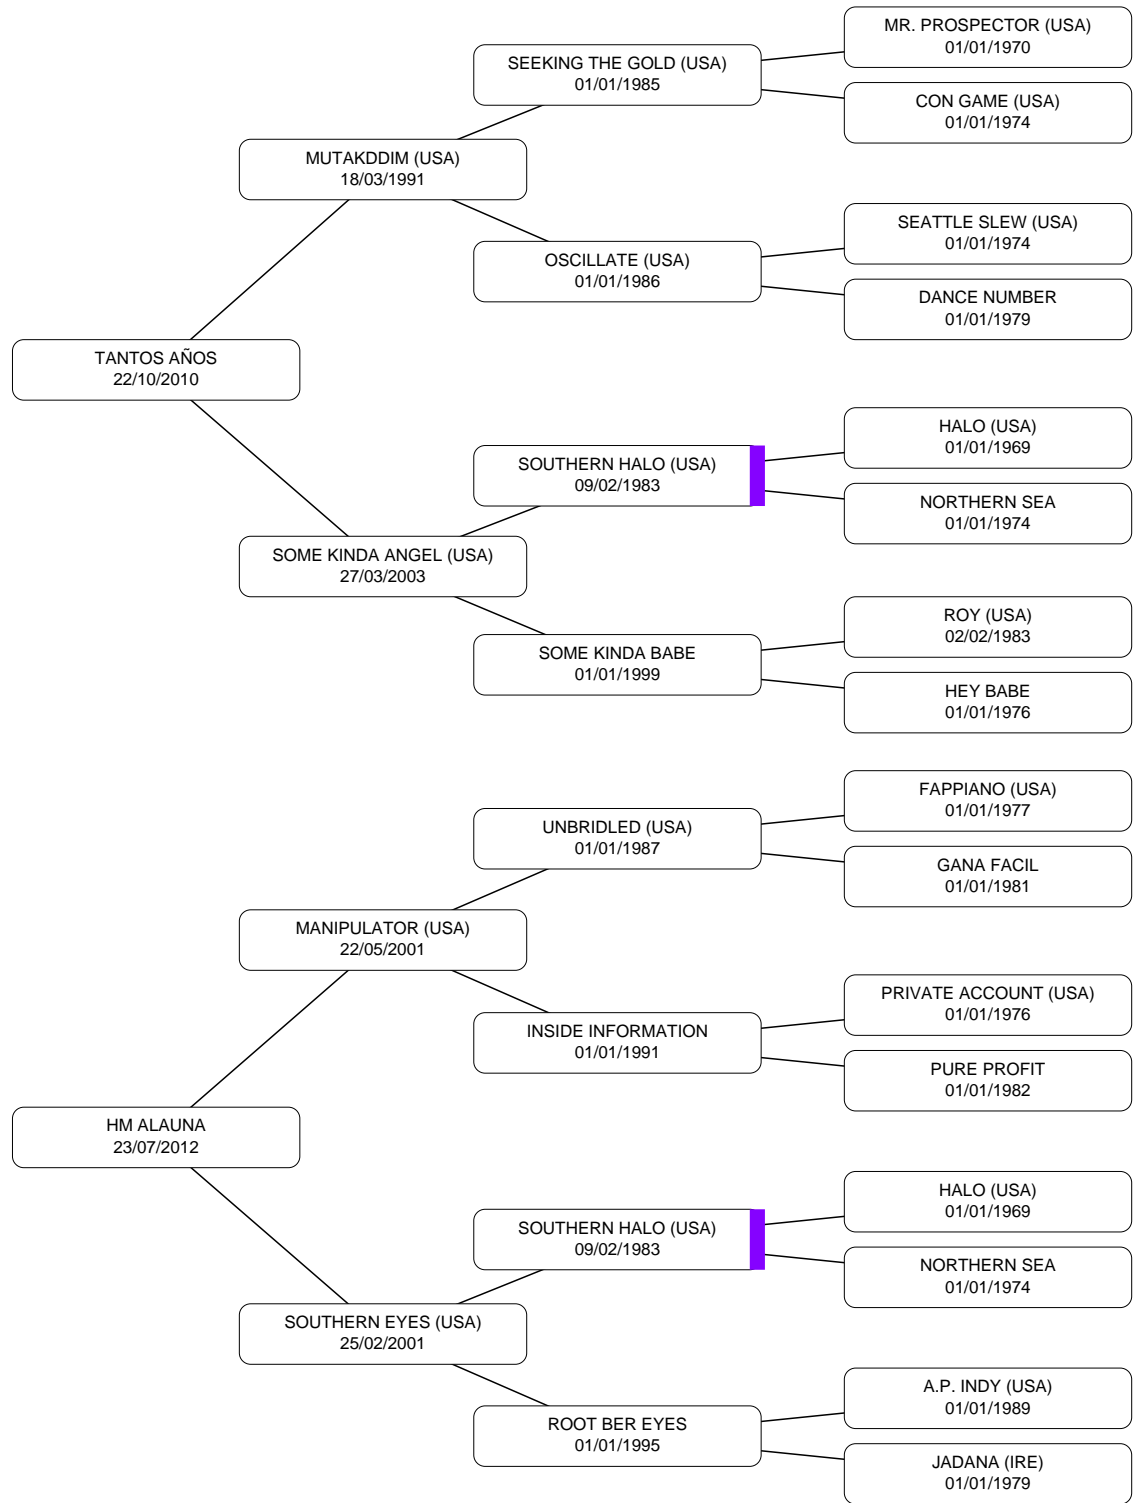 MR. PROSPECTOR (USA)
01/01/1970
SEEKING THE GOLD (USA)
01/01/1985
CON GAME (USA)
01/01/1974
MUTAKDDIM (USA)
18/03/1991
SEATTLE SLEW (USA)
01/01/1974
OSCILLATE (USA)
01/01/1986
DANCE NUMBER
01/01/1979
TANTOS AÑOS
22/10/2010
HALO (USA)
01/01/1969
SOUTHERN HALO (USA)
09/02/1983
NORTHERN SEA
01/01/1974
SOME KINDA ANGEL (USA)
27/03/2003
ROY (USA)
02/02/1983
SOME KINDA BABE
01/01/1999
HEY BABE
01/01/1976
FAPPIANO (USA)
01/01/1977
UNBRIDLED (USA)
01/01/1987
GANA FACIL
01/01/1981
MANIPULATOR (USA)
22/05/2001
PRIVATE ACCOUNT (USA)
01/01/1976
INSIDE INFORMATION
01/01/1991
PURE PROFIT
01/01/1982
HM ALAUNA
23/07/2012
HALO (USA)
01/01/1969
SOUTHERN HALO (USA)
09/02/1983
NORTHERN SEA
01/01/1974
SOUTHERN EYES (USA)
25/02/2001
A.P. INDY (USA)
01/01/1989
ROOT BER EYES
01/01/1995
JADANA (IRE)
01/01/1979